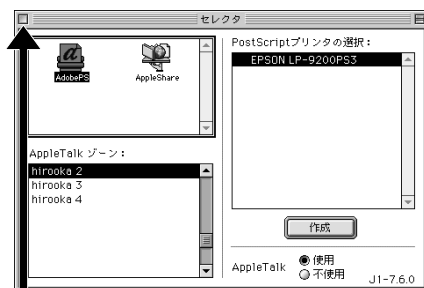 セレクタ
AdobePS
AppleShare
AppleTalk ゾーン：
hirooka 2
hirooka 3
hirooka 4
PostScriptプリンタの選択：
EPSON LP-9200PS3
作成
AppleTalk
使用
不使用
J1-7.6.0